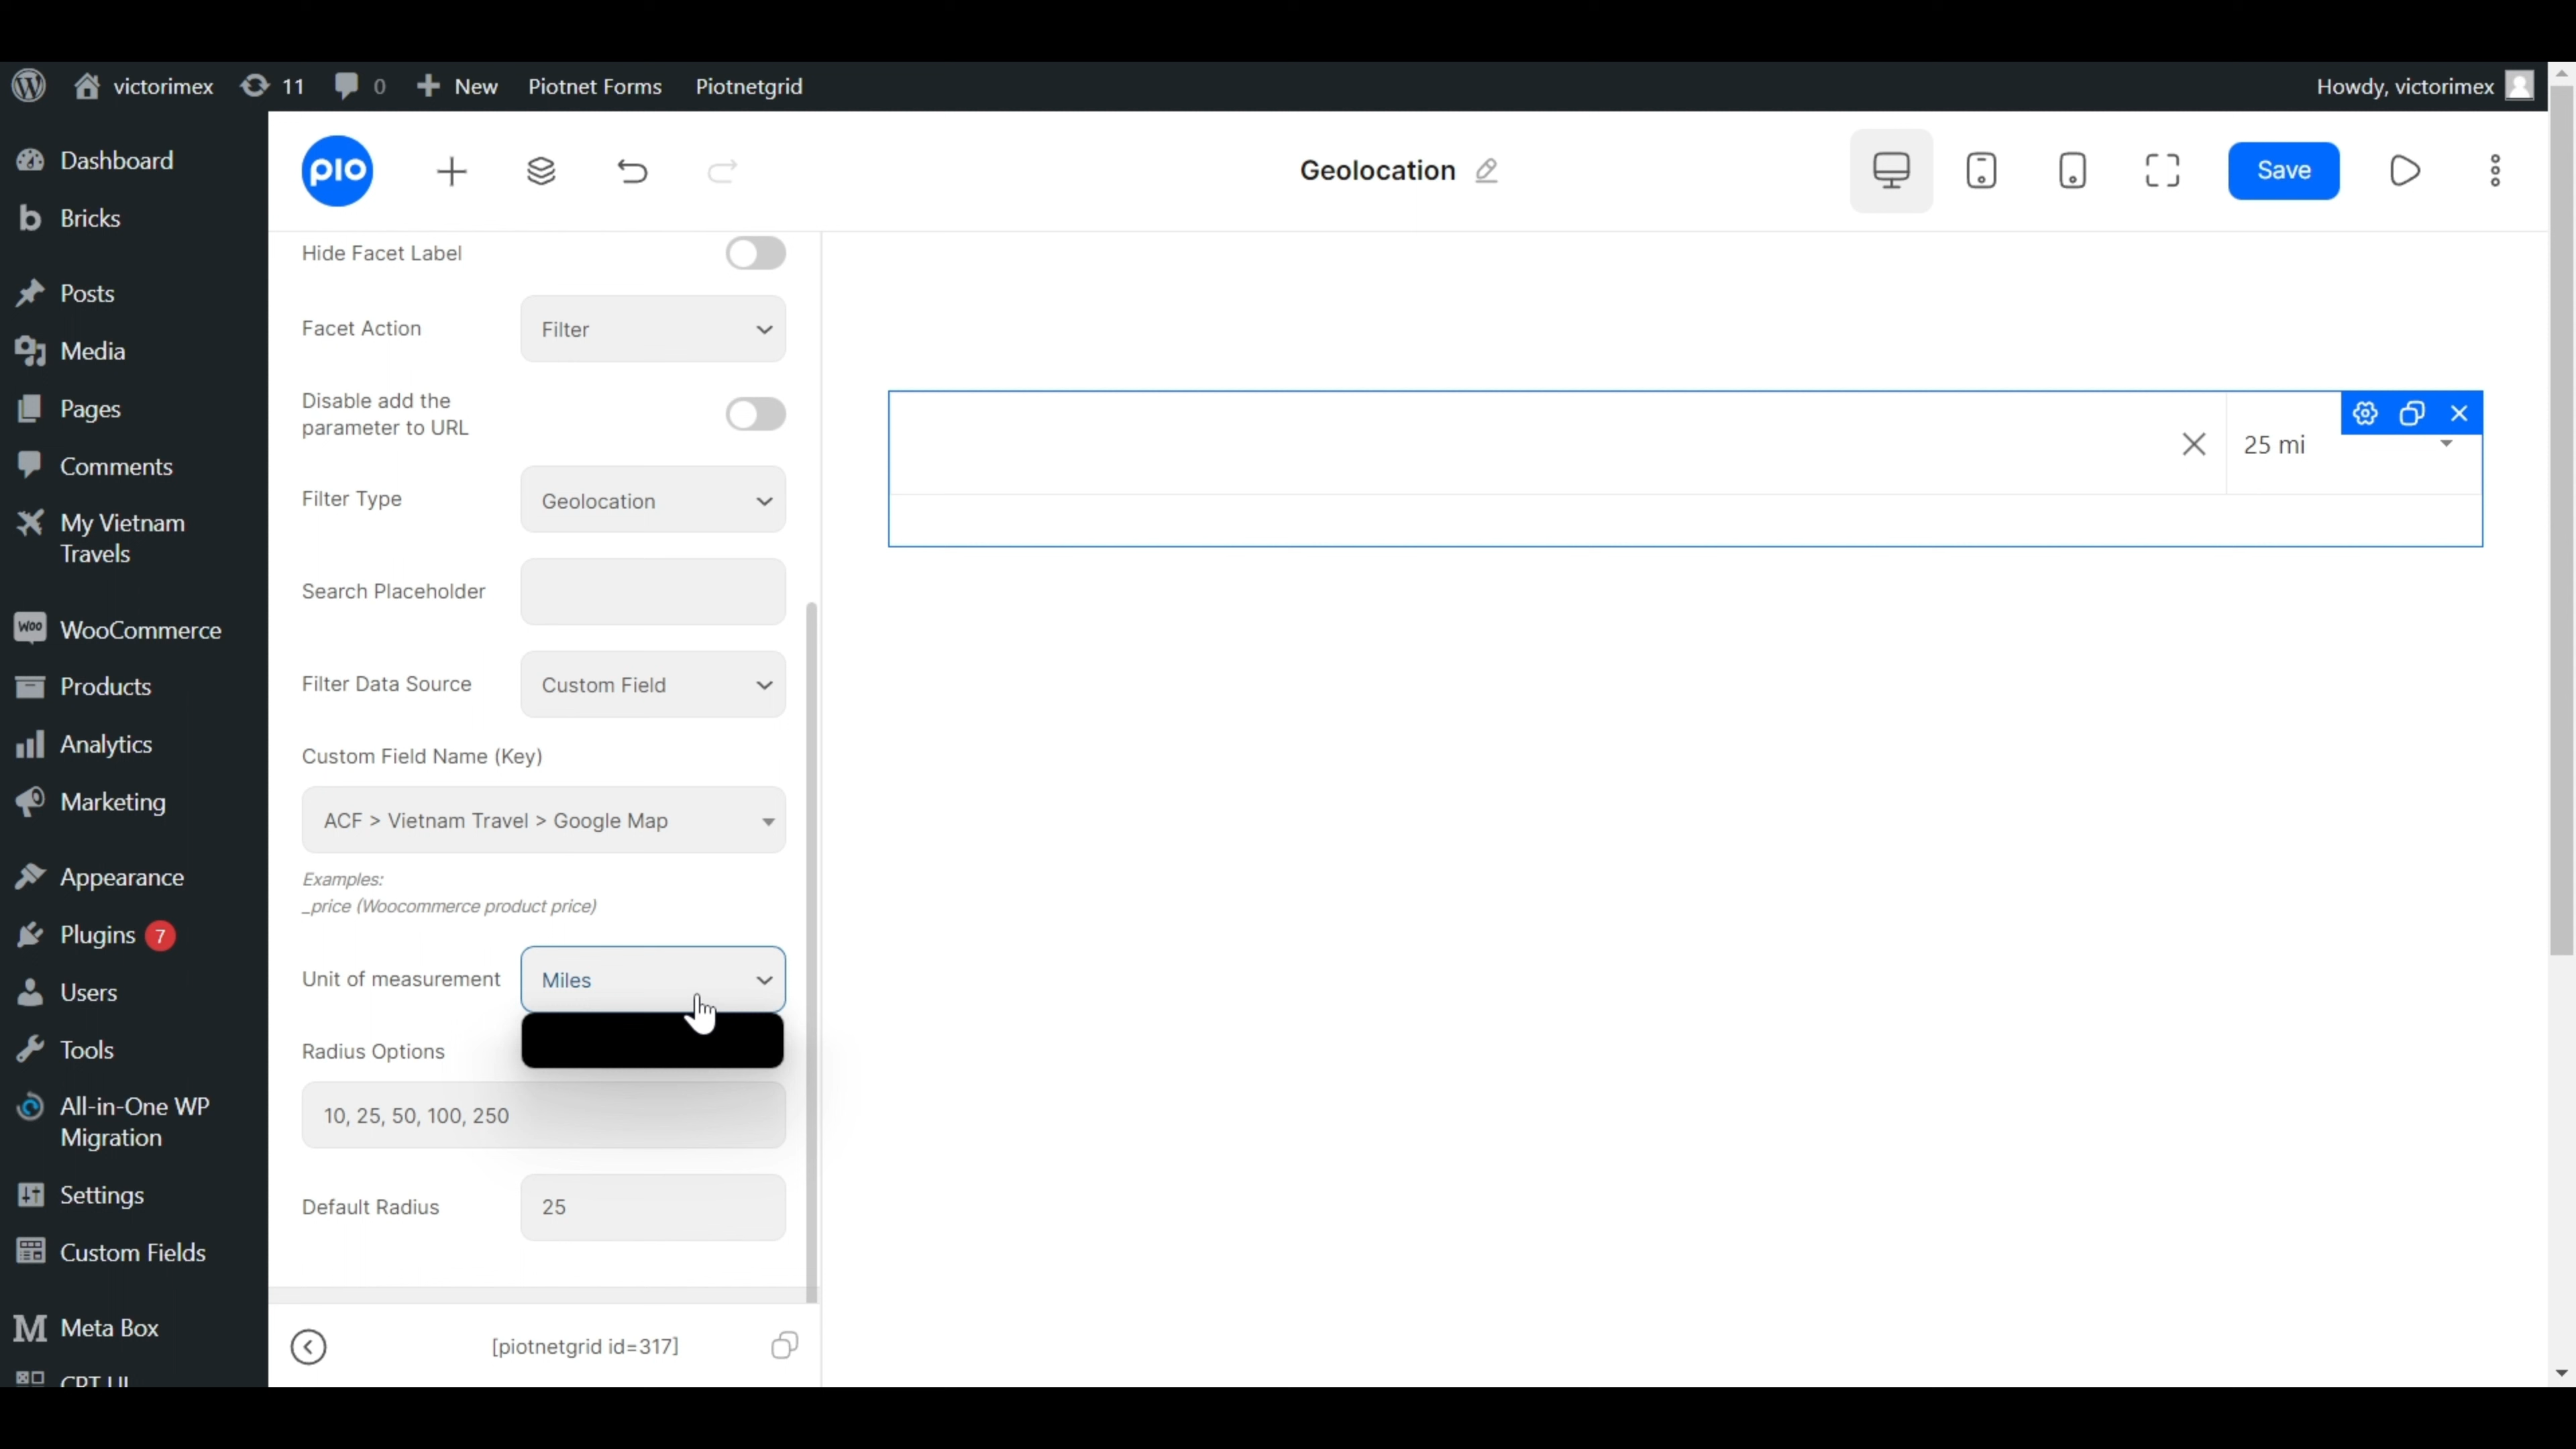 victorimex 11 0 New Piotnet Forms Piotnetgrid Howdy, victorimex
Dashboard
Bricks
Posts
Media
Pages
Comments
My Vietnam
Travels
WooCommerce
Products
Analytics
Marketing
Appearance
Plugins 7
Users
Tools
All-in-One WP
Migration
Settings
Custom Fields
Meta Box
CPT UI
pio Geolocation Save
Hide Facet Label
Facet Action Filter
Disable add the
parameter to URL
Filter Type Geolocation
Search Placeholder
Filter Data Source Custom Field
Custom Field Name (Key)
ACF > Vietnam Travel > Google Map
Examples:
_price (Woocommerce product price)
Unit of measurement Miles
Radius Options
10, 25, 50, 100, 250
Default Radius 25
[piotnetgrid id=317]
25 mi